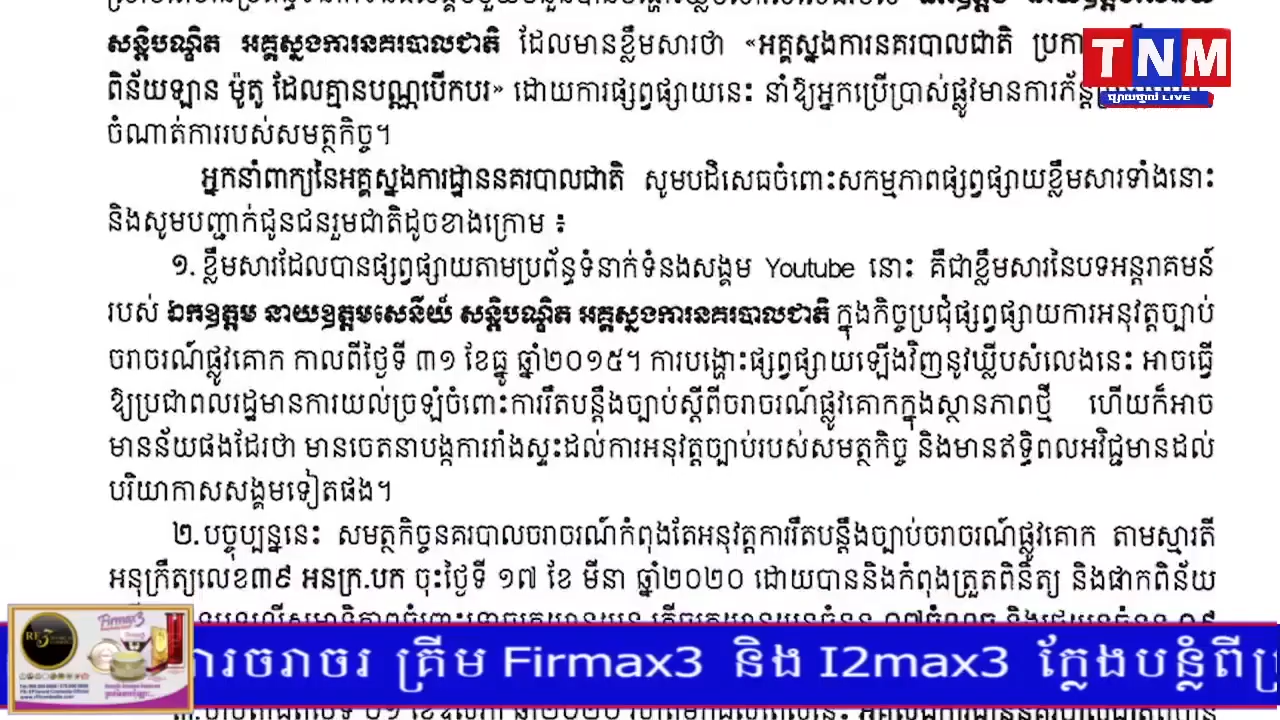 សន្តិបណ្ឌិត អគ្គស្នងការនគរបាលជាតិ ដែលមានខ្លឹមសារថា «អគ្គស្នងការនគរបាលជាតិ
TNM
ផ្សាយផ្ទាល់ LIVE
ពិន័យឡាន ម៉ូតូ ដែលគ្មានបណ្ណបើកបរ» ដោយការផ្សព្វផ្សាយនេះ នាំឱ្យអ្នកប្រើប្រាស់ផ្លូវមានការភ័ន្ត
ចំណាត់ការរបស់សមត្ថកិច្ច។
អ្នកនាំពាក្យនៃអគ្គស្នងការដ្ឋាននគរបាលជាតិ សូមបដិសេធចំពោះសកម្មភាពផ្សព្វផ្សាយខ្លឹមសារទាំងនោះ
និងសូមបញ្ជាក់ជូនជនរួមជាតិដូចខាងក្រោម ៖
១. ខ្លឹមសារដែលបានផ្សព្វផ្សាយតាមប្រព័ន្ធទំនាក់ទំនងសង្គម Youtube នោះ គឺជាខ្លឹមសារនៃបទអន្តរាគមន៍
របស់ ឯកឧត្តម នាយឧត្តមសេនីយ៍ សន្តិបណ្ឌិត អគ្គស្នងការនគរបាលជាតិ ក្នុងកិច្ចប្រជុំផ្សព្វផ្សាយការអនុវត្តច្បាប់
ចរាចរណ៍ផ្លូវគោក កាលពីថ្ងៃទី ៣១ ខែធ្នូ ឆ្នាំ២០១៥។ ការបង្ហោះផ្សព្វផ្សាយឡើងវិញនូវឃ្លីបសំលេងនេះ អាចធ្វើ
ឱ្យប្រជាពលរដ្ឋមានការយល់ច្រឡំចំពោះការរឹតបន្តឹងច្បាប់ស្តីពីចរាចរណ៍ផ្លូវគោកក្នុងស្ថានភាពថ្មី ហើយក៏អាច
មានន័យផងដែរថា មានចេតនាបង្កការរាំងស្ទះដល់ការអនុវត្តច្បាប់របស់សមត្ថកិច្ច និងមានឥទ្ធិពលអវិជ្ជមានដល់
បរិយាកាសសង្គមទៀតផង។
២. បច្ចុប្បន្ននេះ សមត្ថកិច្ចនគរបាលចរាចរណ៍កំពុងតែអនុវត្តការរឹតបន្តឹងច្បាប់ចរាចរណ៍ផ្លូវគោក តាមស្មារតី
អនុក្រឹត្យលេខ៣៩ អនក្រ.បក ចុះថ្ងៃទី ១៧ ខែ មីនា ឆ្នាំ២០២០ ដោយបាននិងកំពុងត្រួតពិនិត្យ និងផាកពិន័យ
Firmax3
RF3
ារចរាចរ គ្រីម Firmax3 និង I2max3 ក្លែងបន្លំពី